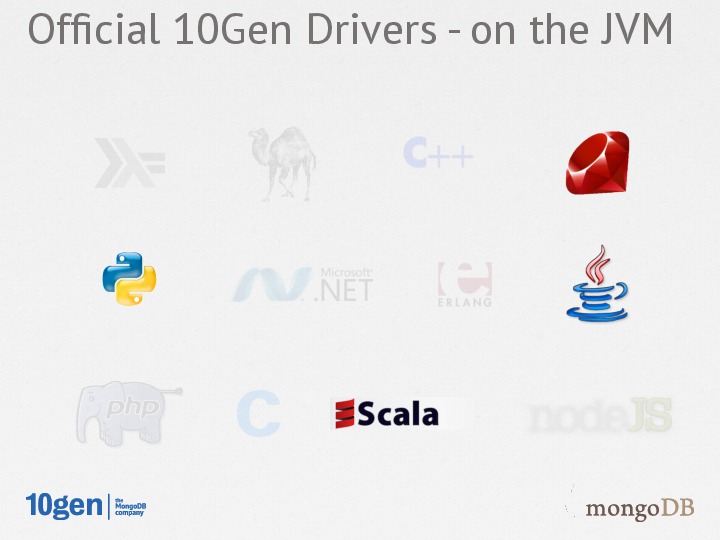 Official 10Gen Drivers - on the JVM
C++
Microsoft®
.NET
ERLANG
php
C
Scala
nodeJS
10gen
the
MongoDB
company
mongoDB